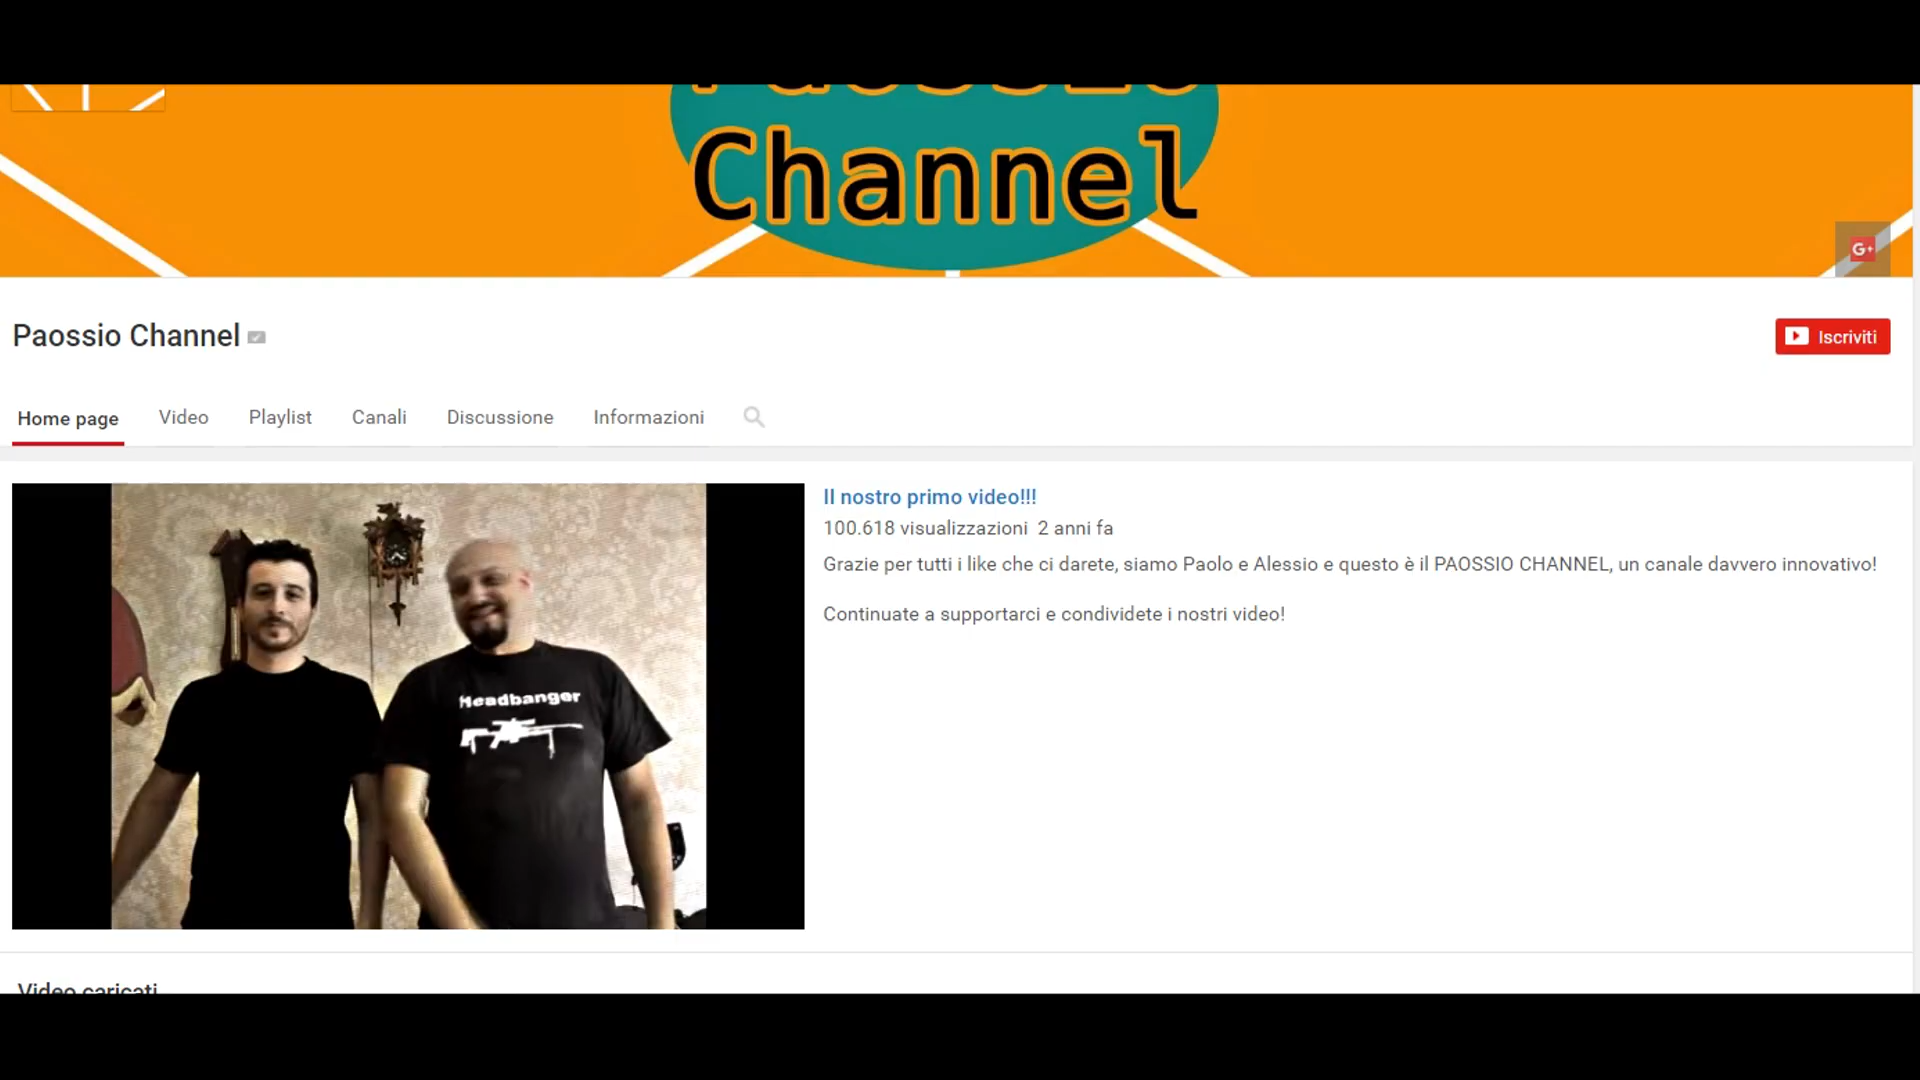 Channel
G+
Paossio Channel
Iscriviti
Home page
Video
Playlist
Canali
Discussione
Informazioni
Il nostro primo video!!!
100.618 visualizzazioni 2 anni fa
Grazie per tutti i like che ci darete, siamo Paolo e Alessio e questo è il PAOSSIO CHANNEL, un canale davvero innovativo!
Continuate a supportarci e condividete i nostri video!
Headbanger
Video caricati